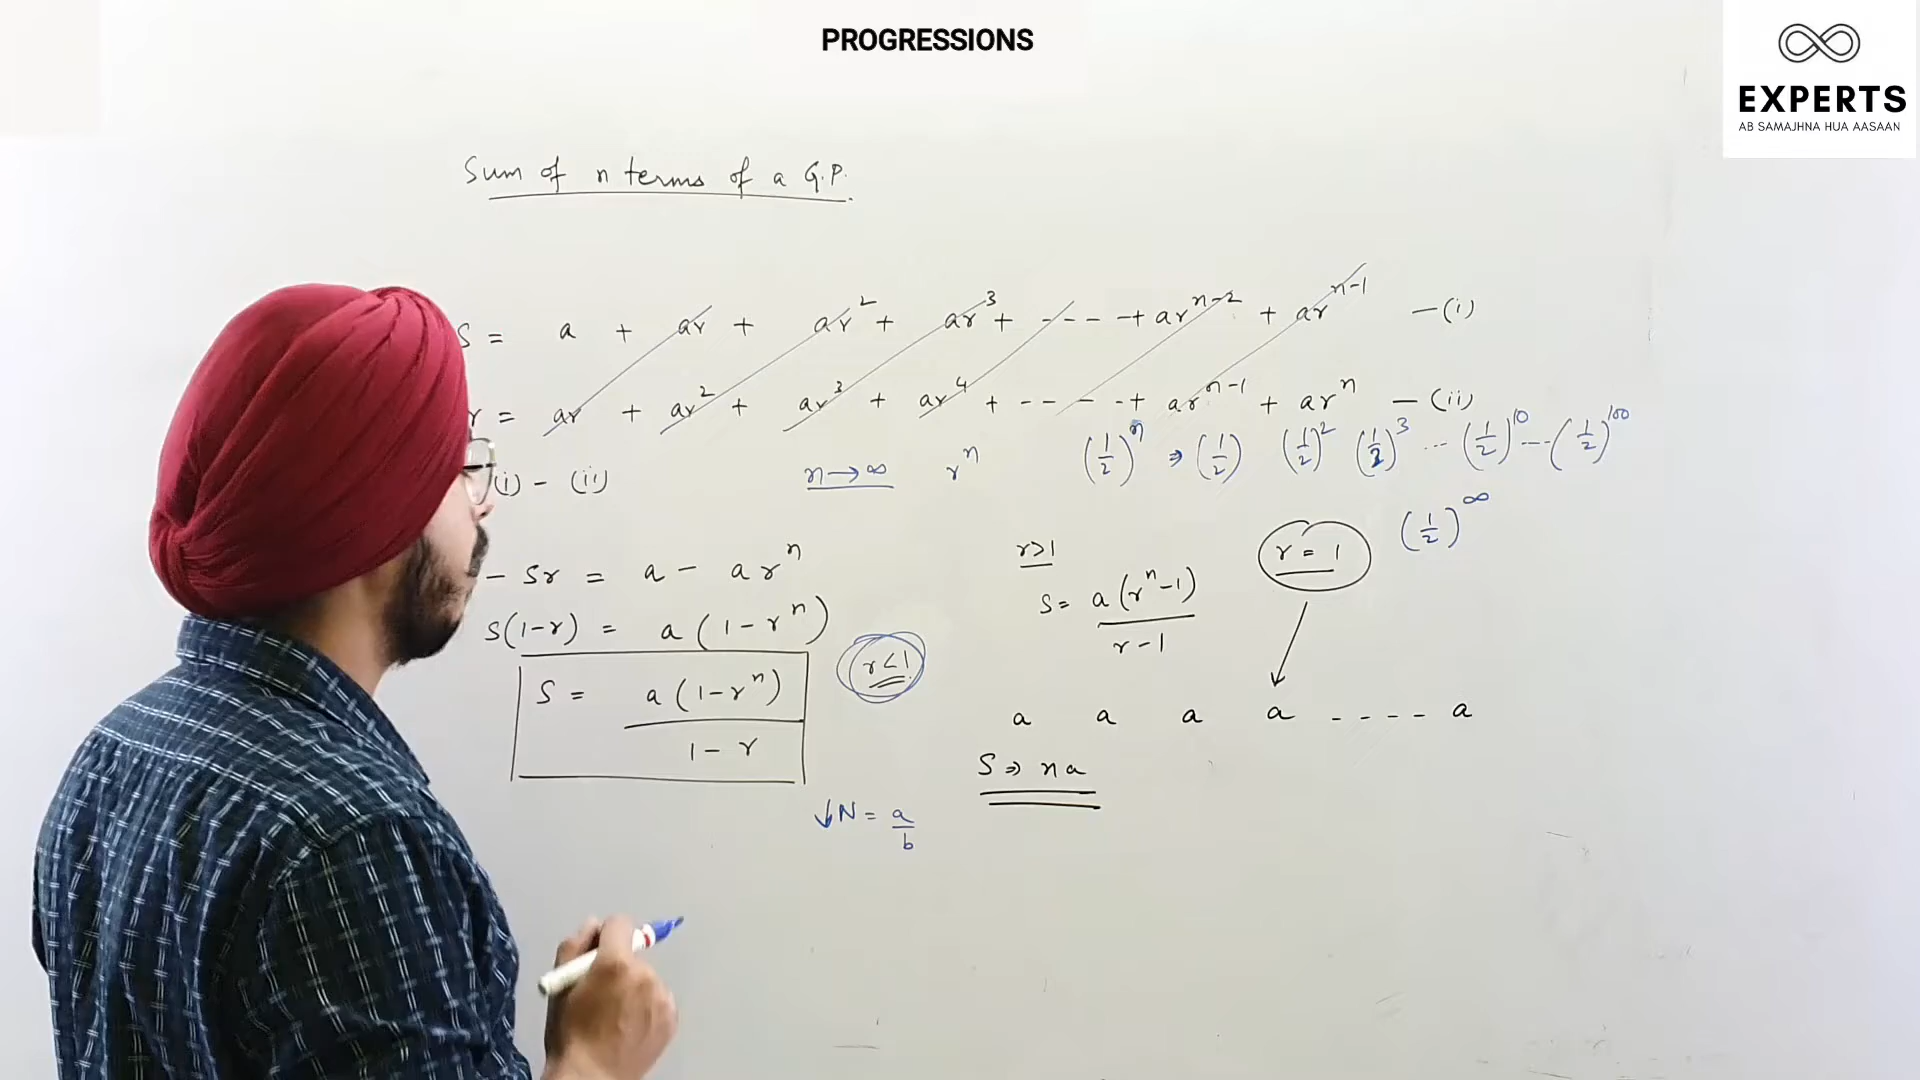 PROGRESSIONS
EXPERTS
AB SAMAJHNA HUA AASAAN
Sum of n terms of a G.P.
S = a + ar + ar² + ar³ + ---- + arⁿ⁻² + arⁿ⁻¹ —(i)
r = ar + ar² + ar³ + ar⁴ + ---- + arⁿ⁻¹ + arⁿ —(ii)
(i) - (ii)
n→∞ rⁿ (1/2)ⁿ ⇒ (1/2) (1/2)² (1/2)³ ... (1/2)¹⁰ ---- (1/2)¹⁰⁰
(1/2)^∞
- Sr = a - arⁿ
S(1-r) = a(1-rⁿ)
S = a(1-rⁿ)/(1-r)
r<1
r>1
S = a(rⁿ-1)/(r-1)
r = 1
a a a a ---- a
S ⇒ na
↓N = a/b